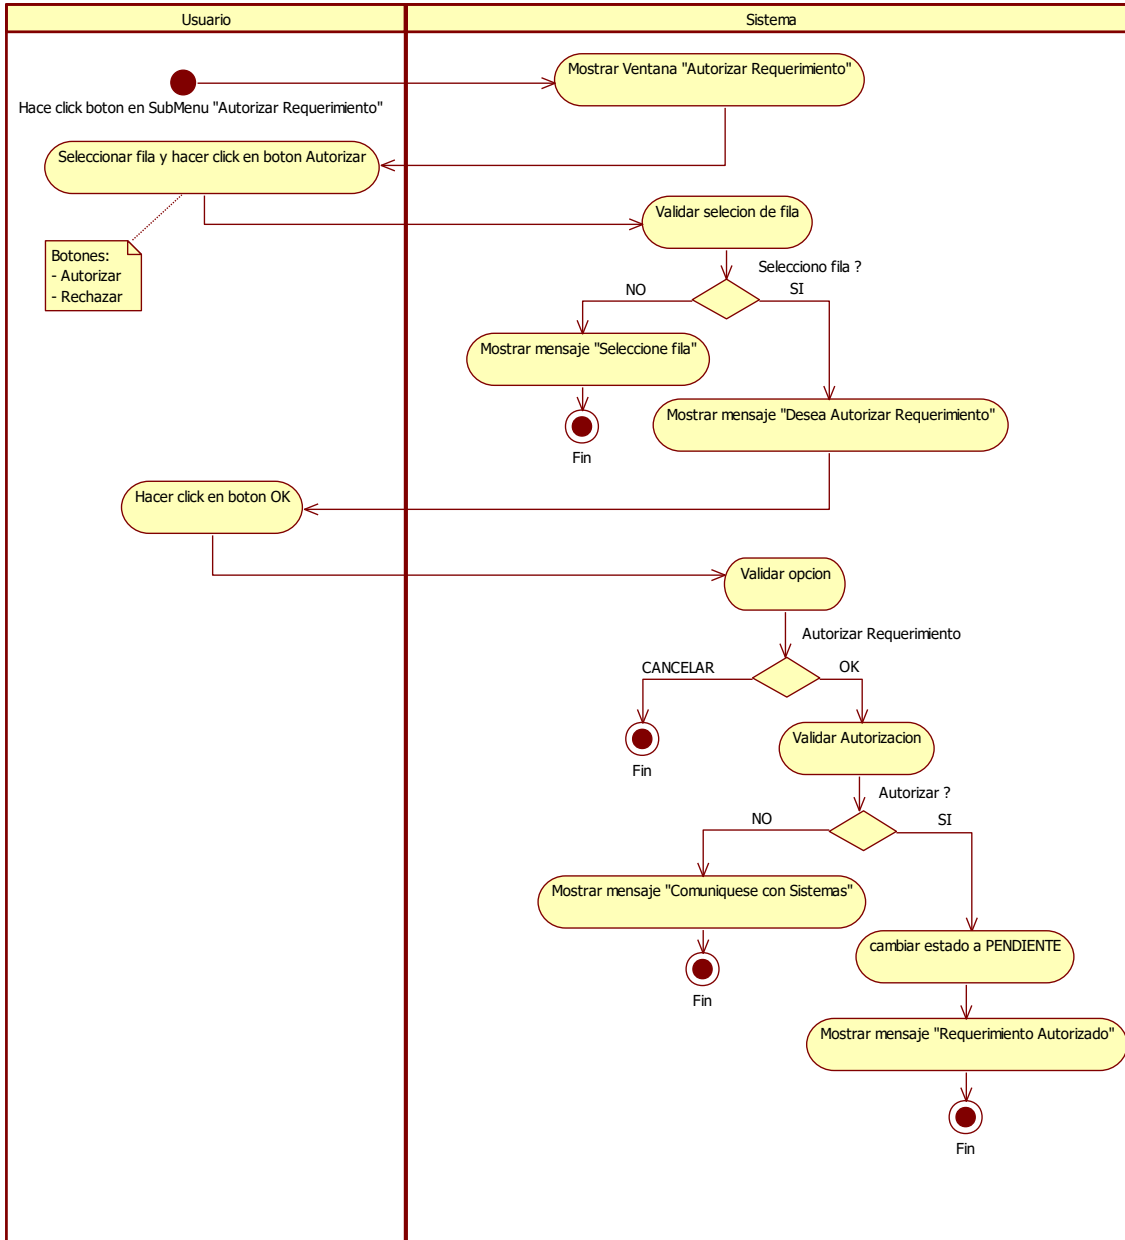 Usuario
Sistema
Mostrar Ventana "Autorizar Requerimiento"
Hace click boton en SubMenu "Autorizar Requerimiento"
Seleccionar fila y hacer click en boton Autorizar
Validar selecion de fila
Botones:
- Autorizar
- Rechazar
Selecciono fila ?
NO
SI
Mostrar mensaje "Seleccione fila"
Mostrar mensaje "Desea Autorizar Requerimiento"
Fin
Hacer click en boton OK
Validar opcion
Autorizar Requerimiento
CANCELAR
OK
Validar Autorizacion
Fin
Autorizar ?
NO
SI
Mostrar mensaje "Comuniquese con Sistemas"
cambiar estado a PENDIENTE
Fin
Mostrar mensaje "Requerimiento Autorizado"
Fin